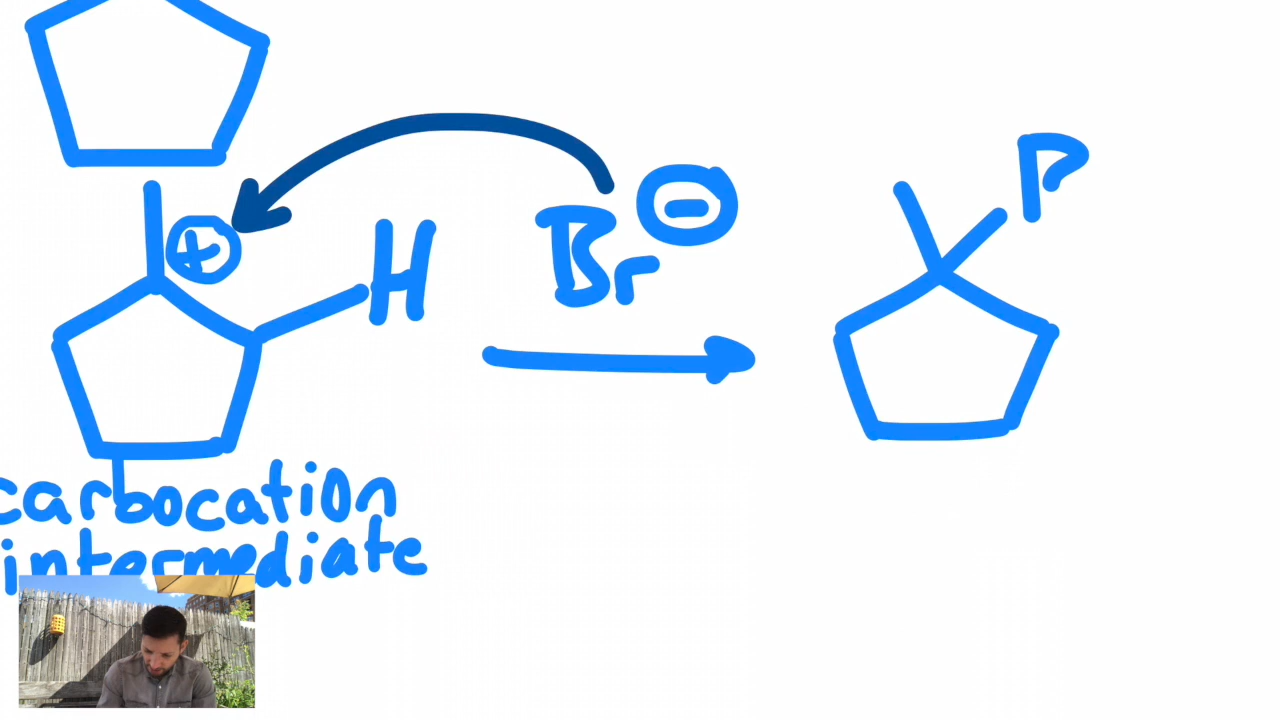 H
Br
P
carbocation
intermediate